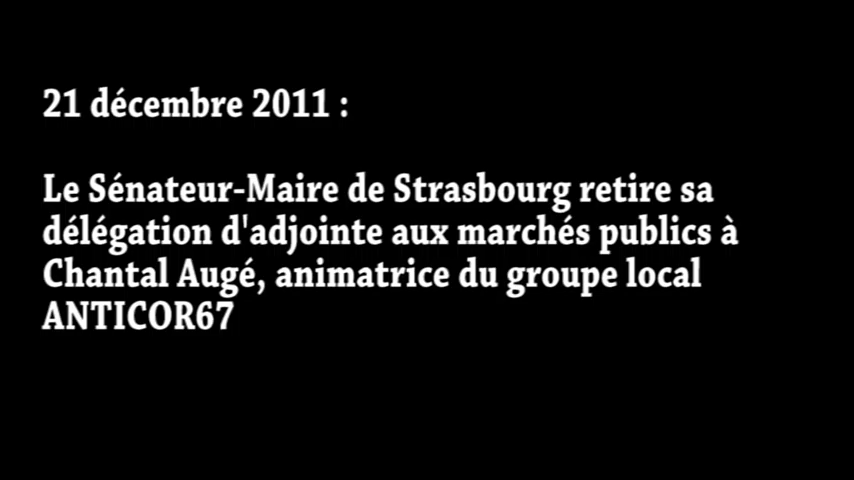 21 décembre 2011 :
Le Sénateur-Maire de Strasbourg retire sa
délégation d'adjointe aux marchés publics à
Chantal Augé, animatrice du groupe local
ANTICOR67